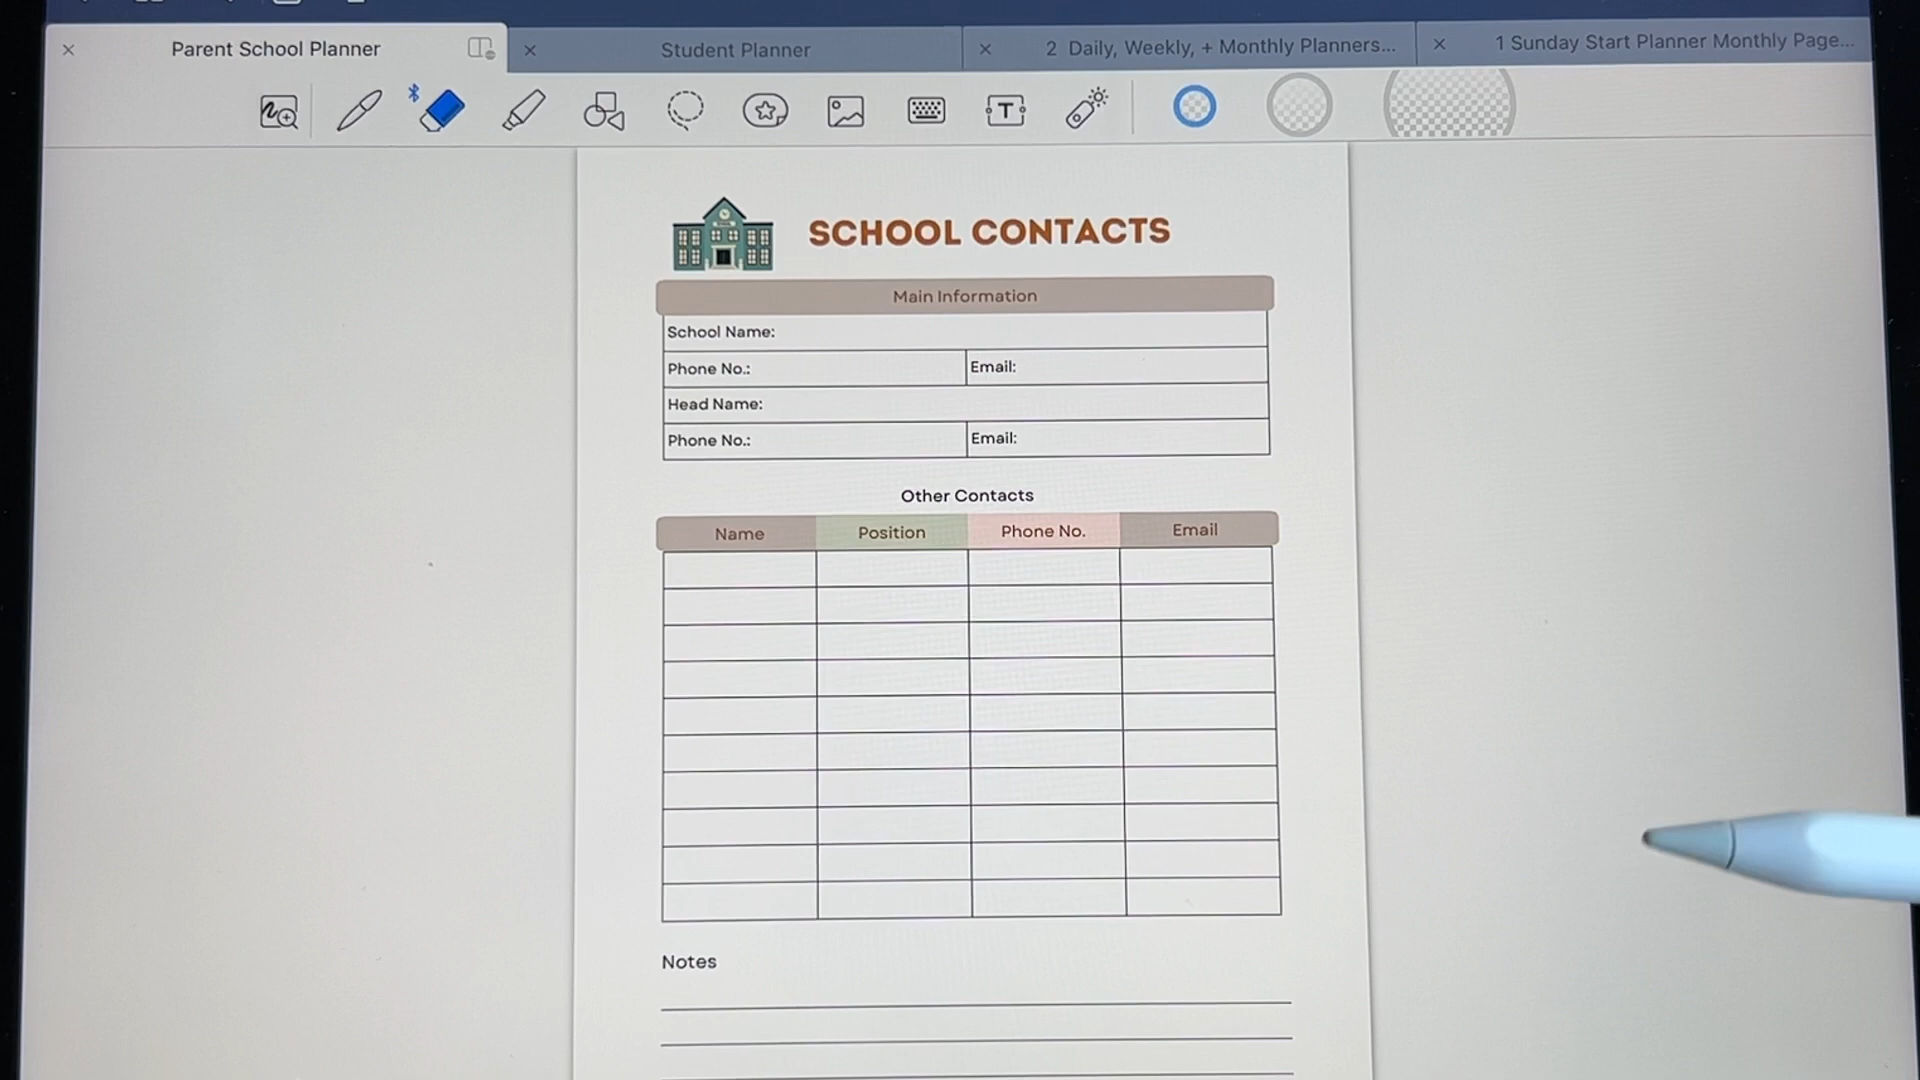 Parent School Planner
Student Planner
2 Daily, Weekly, + Monthly Planners...
1 Sunday Start Planner Monthly Page...
T
SCHOOL CONTACTS
Main Information
School Name:
Phone No.: Email:
Head Name:
Phone No.: Email:
Other Contacts
Name Position Phone No. Email
Notes